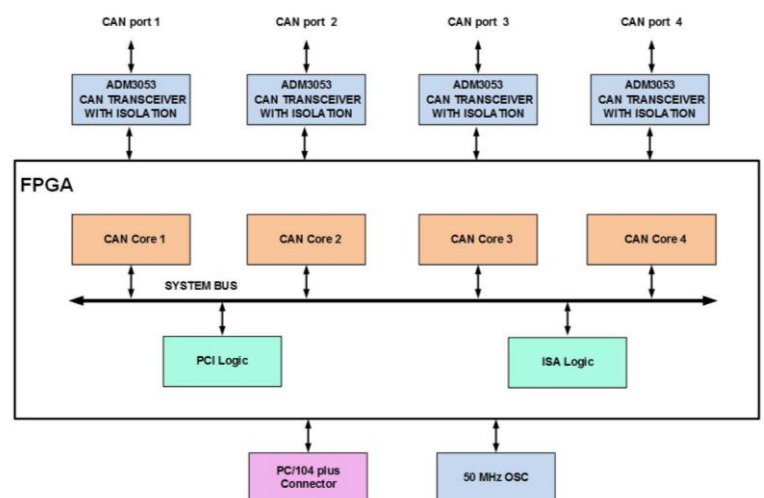 CAN port 1
CAN port 2
CAN port 3
CAN port 4
ADM3053
CAN TRANSCEIVER
WITH ISOLATION
ADM3053
CAN TRANSCEIVER
WITH ISOLATION
ADM3053
CAN TRANSCEIVER
WITH ISOLATION
ADM3053
CAN TRANSCEIVER
WITH ISOLATION
FPGA
CAN Core 1
CAN Core 2
CAN Core 3
CAN Core 4
SYSTEM BUS
PCI Logic
ISA Logic
PC/104 plus
Connector
50 MHz OSC